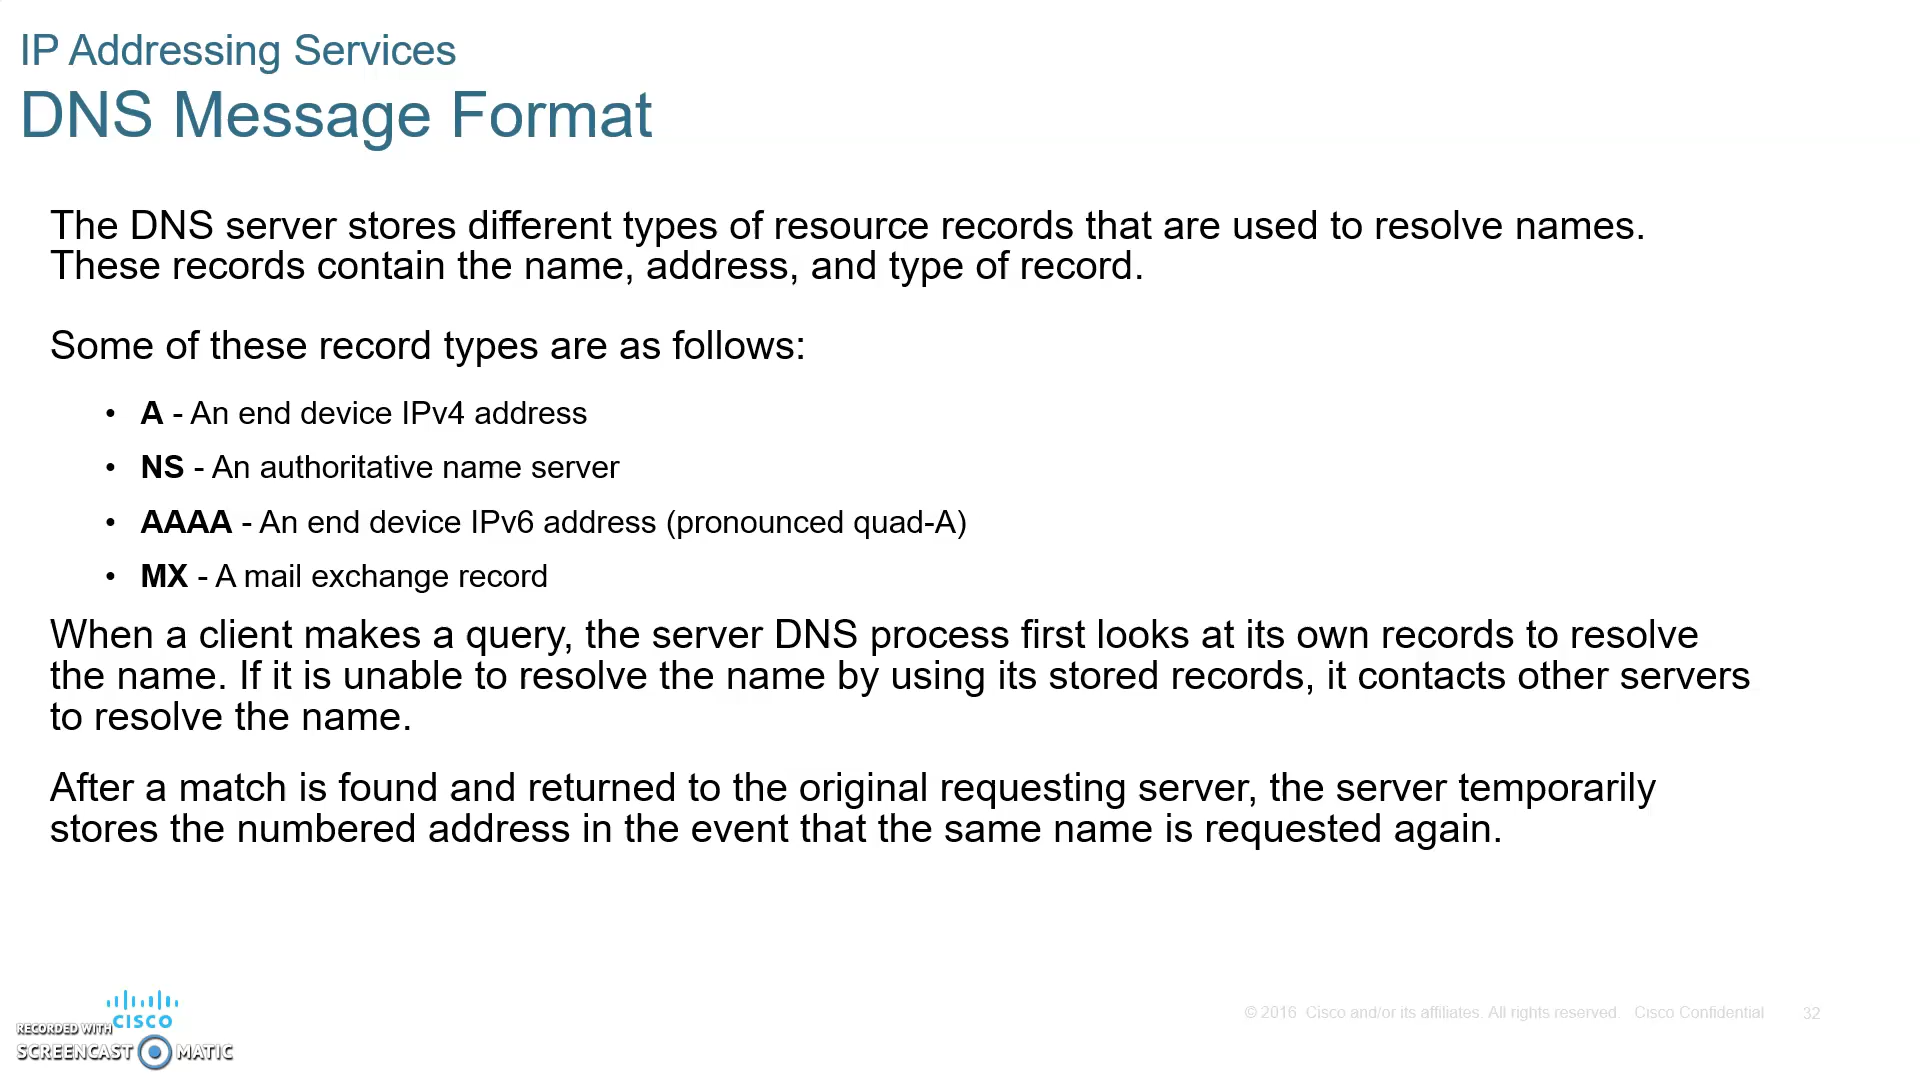 IP Addressing Services
DNS Message Format
The DNS server stores different types of resource records that are used to resolve names.
These records contain the name, address, and type of record.
Some of these record types are as follows:
• A - An end device IPv4 address
• NS - An authoritative name server
• AAAA - An end device IPv6 address (pronounced quad-A)
• MX - A mail exchange record
When a client makes a query, the server DNS process first looks at its own records to resolve
the name. If it is unable to resolve the name by using its stored records, it contacts other servers
to resolve the name.
After a match is found and returned to the original requesting server, the server temporarily
stores the numbered address in the event that the same name is requested again.
CISCO
RECORDED WITH
SCREENCAST MATIC
© 2016 Cisco and/or its affiliates. All rights reserved. Cisco Confidential 32